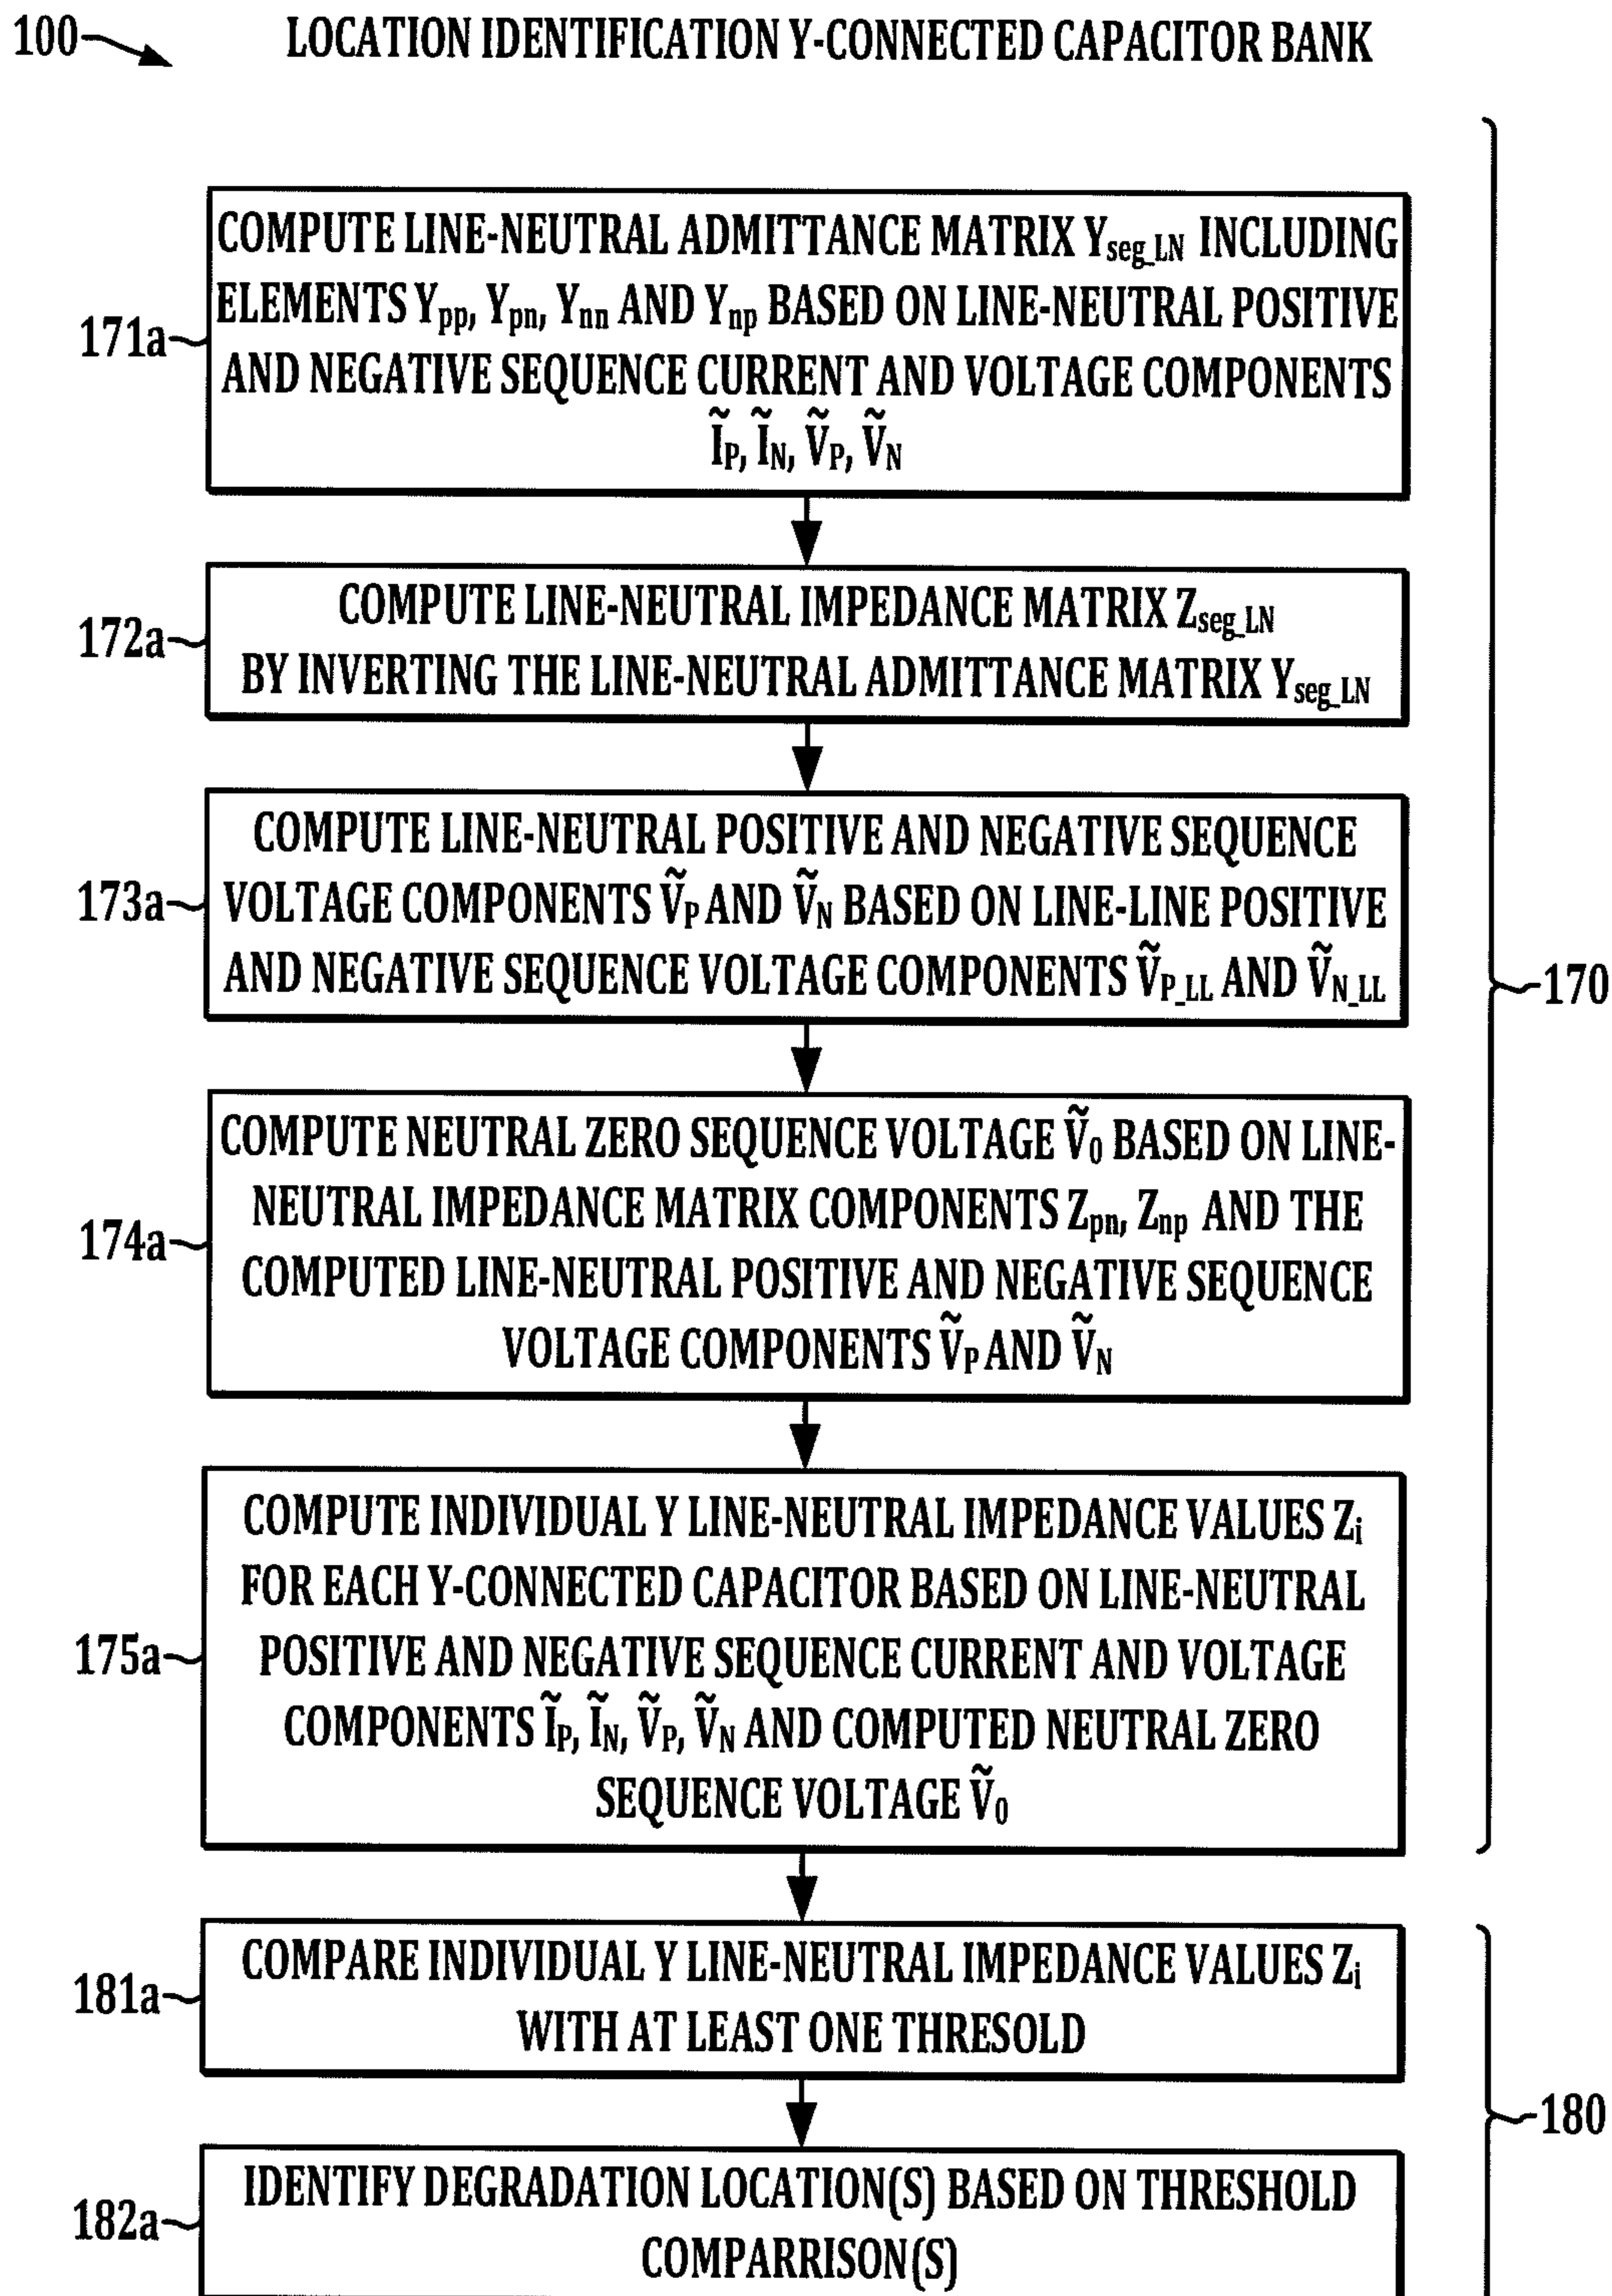 100
LOCATION IDENTIFICATION Y-CONNECTED CAPACITOR BANK
171a
COMPUTE LINE-NEUTRAL ADMITTANCE MATRIX Yseg_LN INCLUDING
ELEMENTS Ypp, Ypn, Ynn AND Ynp BASED ON LINE-NEUTRAL POSITIVE
AND NEGATIVE SEQUENCE CURRENT AND VOLTAGE COMPONENTS
ĨP, ĨN, ṼP, ṼN
172a
COMPUTE LINE-NEUTRAL IMPEDANCE MATRIX Zseg_LN
BY INVERTING THE LINE-NEUTRAL ADMITTANCE MATRIX Yseg_LN
173a
COMPUTE LINE-NEUTRAL POSITIVE AND NEGATIVE SEQUENCE
VOLTAGE COMPONENTS ṼP AND ṼN BASED ON LINE-LINE POSITIVE
AND NEGATIVE SEQUENCE VOLTAGE COMPONENTS ṼP_LL AND ṼN_LL
170
174a
COMPUTE NEUTRAL ZERO SEQUENCE VOLTAGE Ṽ0 BASED ON LINE-
NEUTRAL IMPEDANCE MATRIX COMPONENTS Zpn, Znp AND THE
COMPUTED LINE-NEUTRAL POSITIVE AND NEGATIVE SEQUENCE
VOLTAGE COMPONENTS ṼP AND ṼN
175a
COMPUTE INDIVIDUAL Y LINE-NEUTRAL IMPEDANCE VALUES Zi
FOR EACH Y-CONNECTED CAPACITOR BASED ON LINE-NEUTRAL
POSITIVE AND NEGATIVE SEQUENCE CURRENT AND VOLTAGE
COMPONENTS ĨP, ĨN, ṼP, ṼN AND COMPUTED NEUTRAL ZERO
SEQUENCE VOLTAGE Ṽ0
181a
COMPARE INDIVIDUAL Y LINE-NEUTRAL IMPEDANCE VALUES Zi
WITH AT LEAST ONE THRESOLD
180
182a
IDENTIFY DEGRADATION LOCATION(S) BASED ON THRESHOLD
COMPARRISON(S)